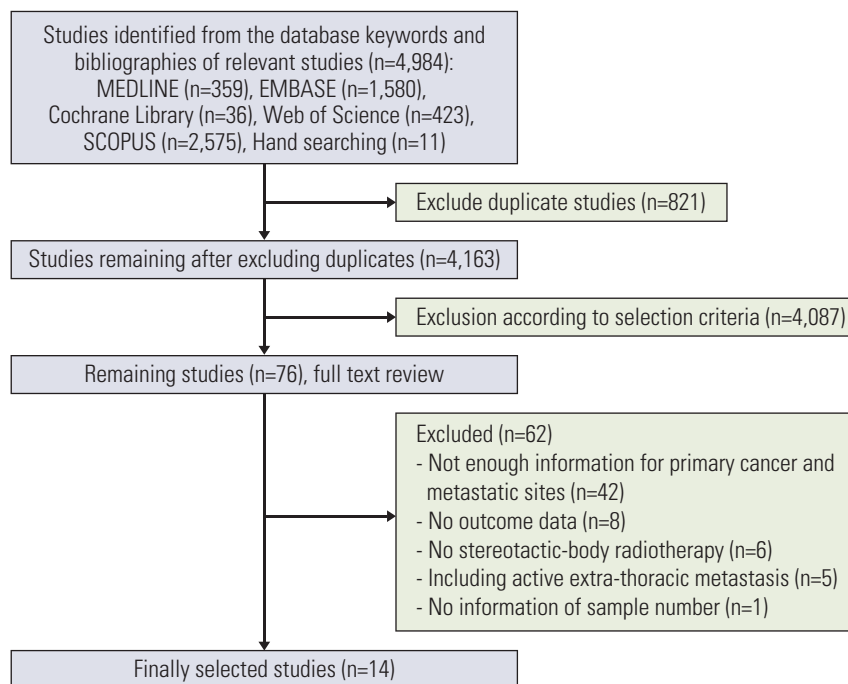 Studies identified from the database keywords and
bibliographies of relevant studies (n=4,984):
MEDLINE (n=359), EMBASE (n=1,580),
Cochrane Library (n=36), Web of Science (n=423),
SCOPUS (n=2,575), Hand searching (n=11)
Exclude duplicate studies (n=821)
Studies remaining after excluding duplicates (n=4,163)
Exclusion according to selection criteria (n=4,087)
Remaining studies (n=76), full text review
Excluded (n=62)
- Not enough information for primary cancer and
metastatic sites (n=42)
- No outcome data (n=8)
- No stereotactic-body radiotherapy (n=6)
- Including active extra-thoracic metastasis (n=5)
- No information of sample number (n=1)
Finally selected studies (n=14)